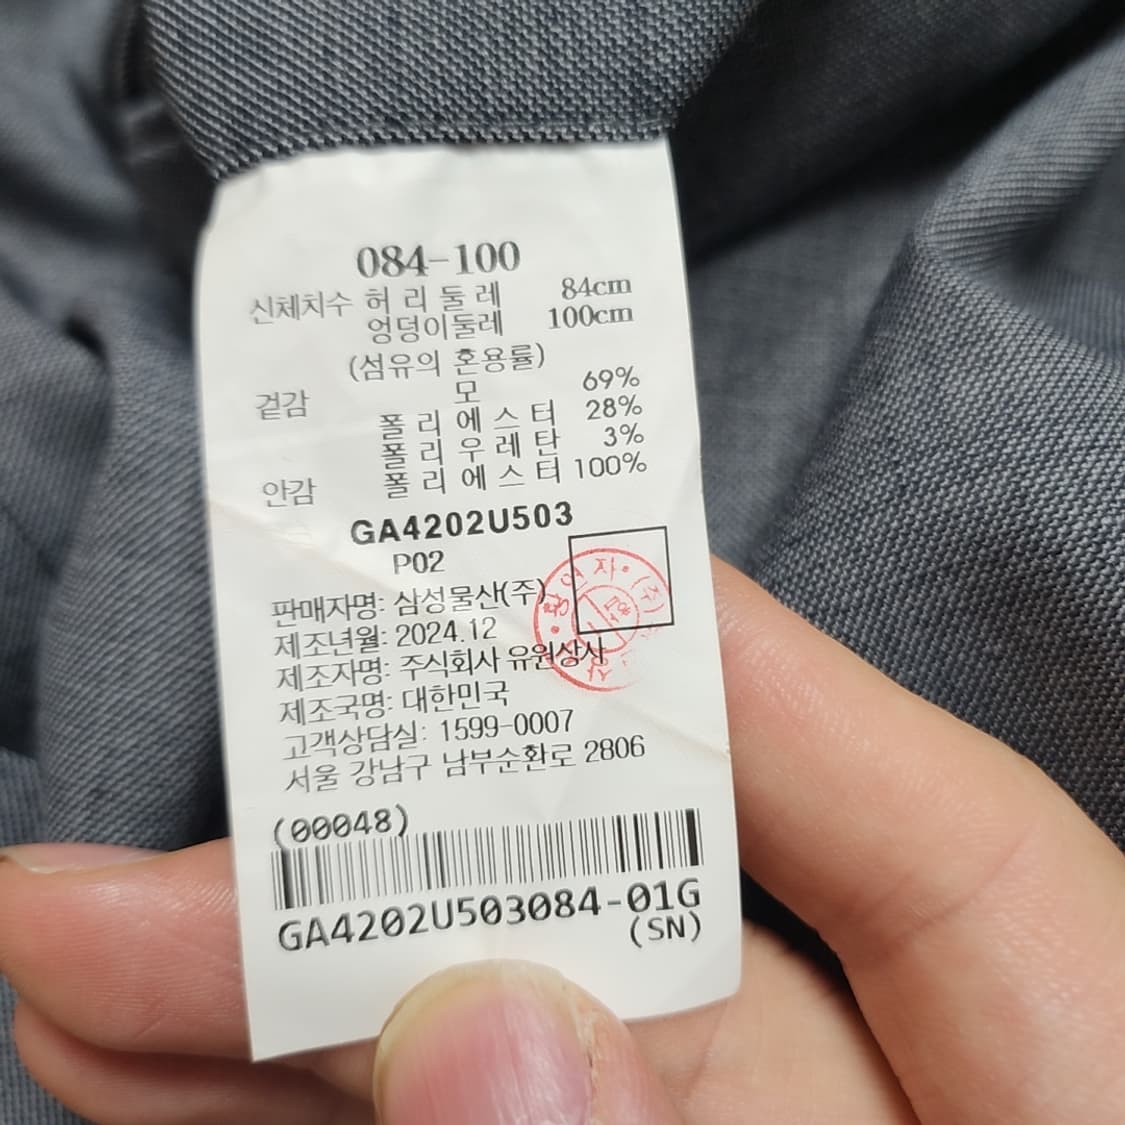 084-100
신체치수 허 리 둘 레 84cm
엉덩이둘레 100cm
(섬유의 혼용률)
겉감 모 69%
폴 리 에 스 터 28%
폴 리 우 레 탄 3%
안감 폴 리 에 스 터 100%
GA4202U503
P02
판매자명: 삼성물산(주)
제조년월: 2024.12
제조자명: 주식회사 유원상사
제조국명: 대한민국
고객상담실: 1599-0007
서울 강남구 남부순환로 2806
(00048)
GA4202U503084-01G
(SN)